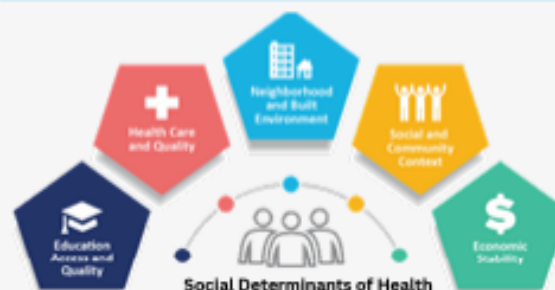 Neighborhood
and Built
Environment
Health Care
and Quality
Social and
Community
Context
Education
Access and
Quality
Economic
Stability
Social Determinants of Health